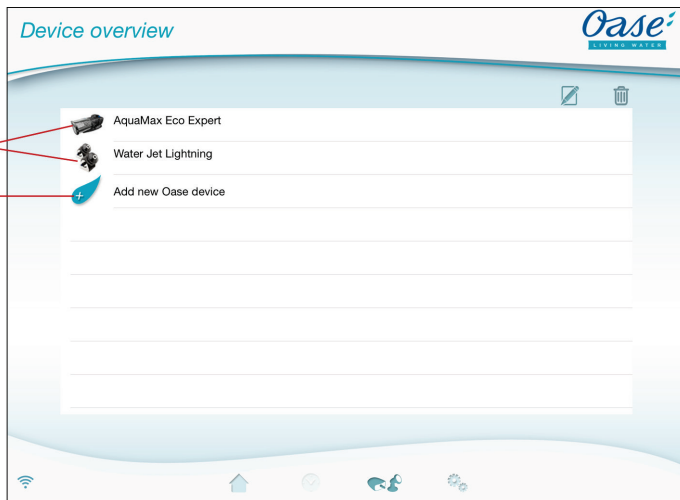 Device overview
Oase
LIVING WATER
AquaMax Eco Expert
Water Jet Lightning
+
Add new Oase device